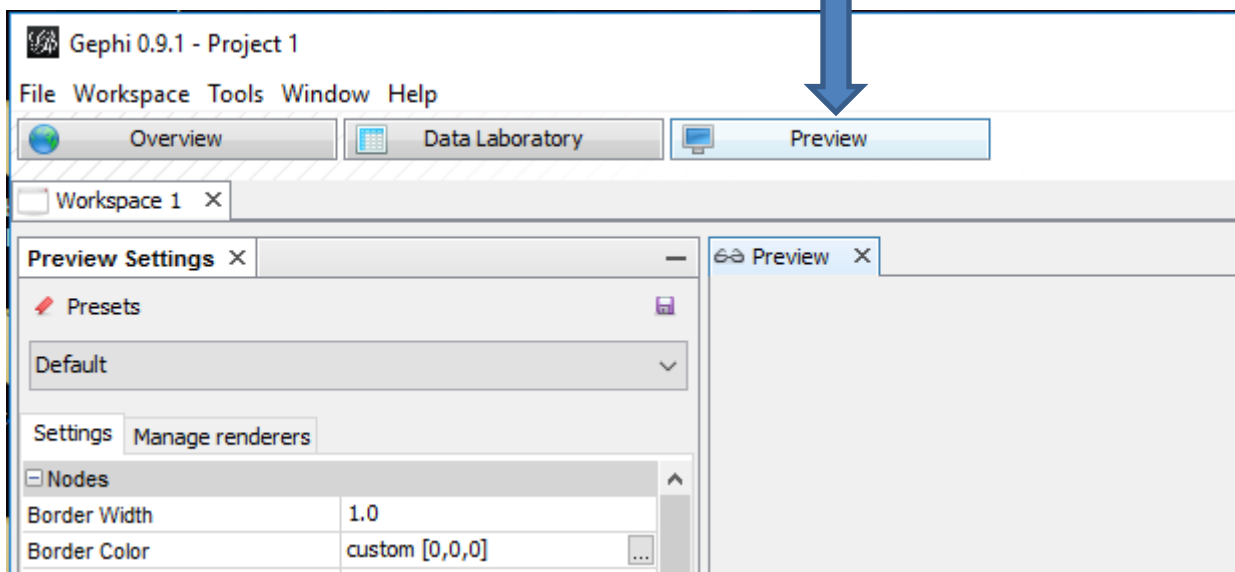 Gephi 0.9.1 - Project 1
File Workspace Tools Window Help
Overview Data Laboratory Preview
Workspace 1
Preview Settings Preview
Presets
Default
Settings Manage renderers
Nodes
Border Width 1.0
Border Color custom [0,0,0] ...